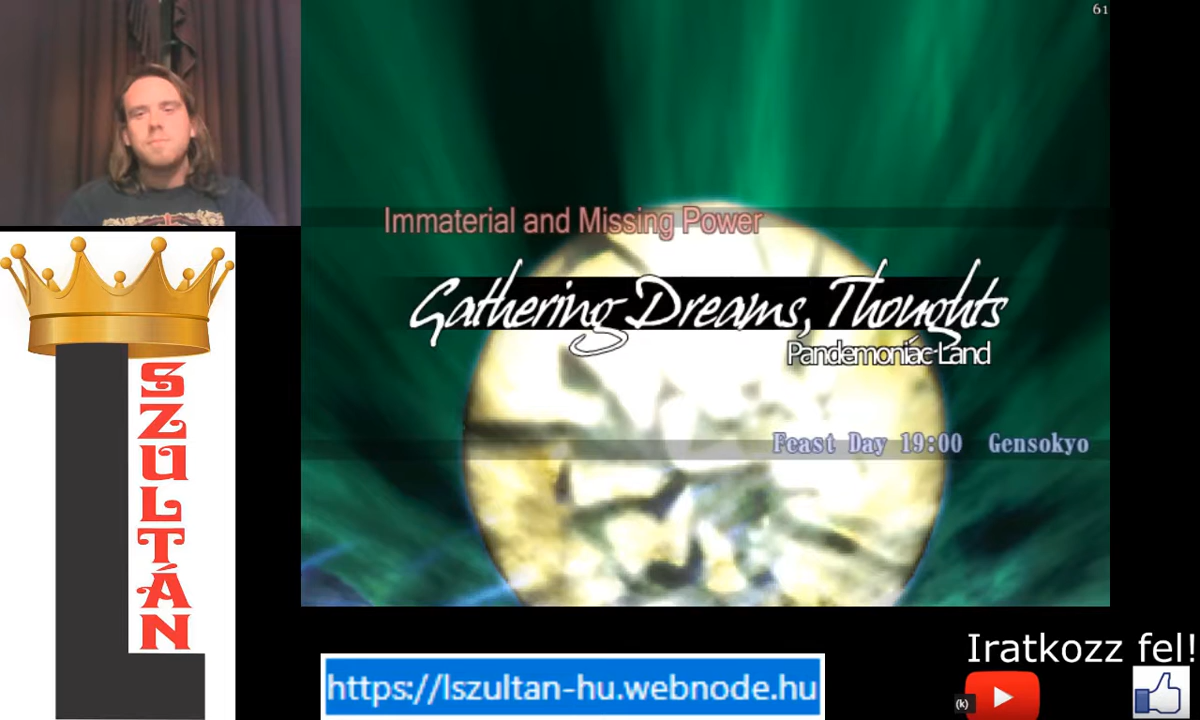 61
Immaterial and Missing Power
Gathering Dreams, Thoughts
Pandemoniac Land
Feast Day 19:00 Gensokyo
L
SZULTÁN
https://lszultan-hu.webnode.hu
Iratkozz fel!
(k)